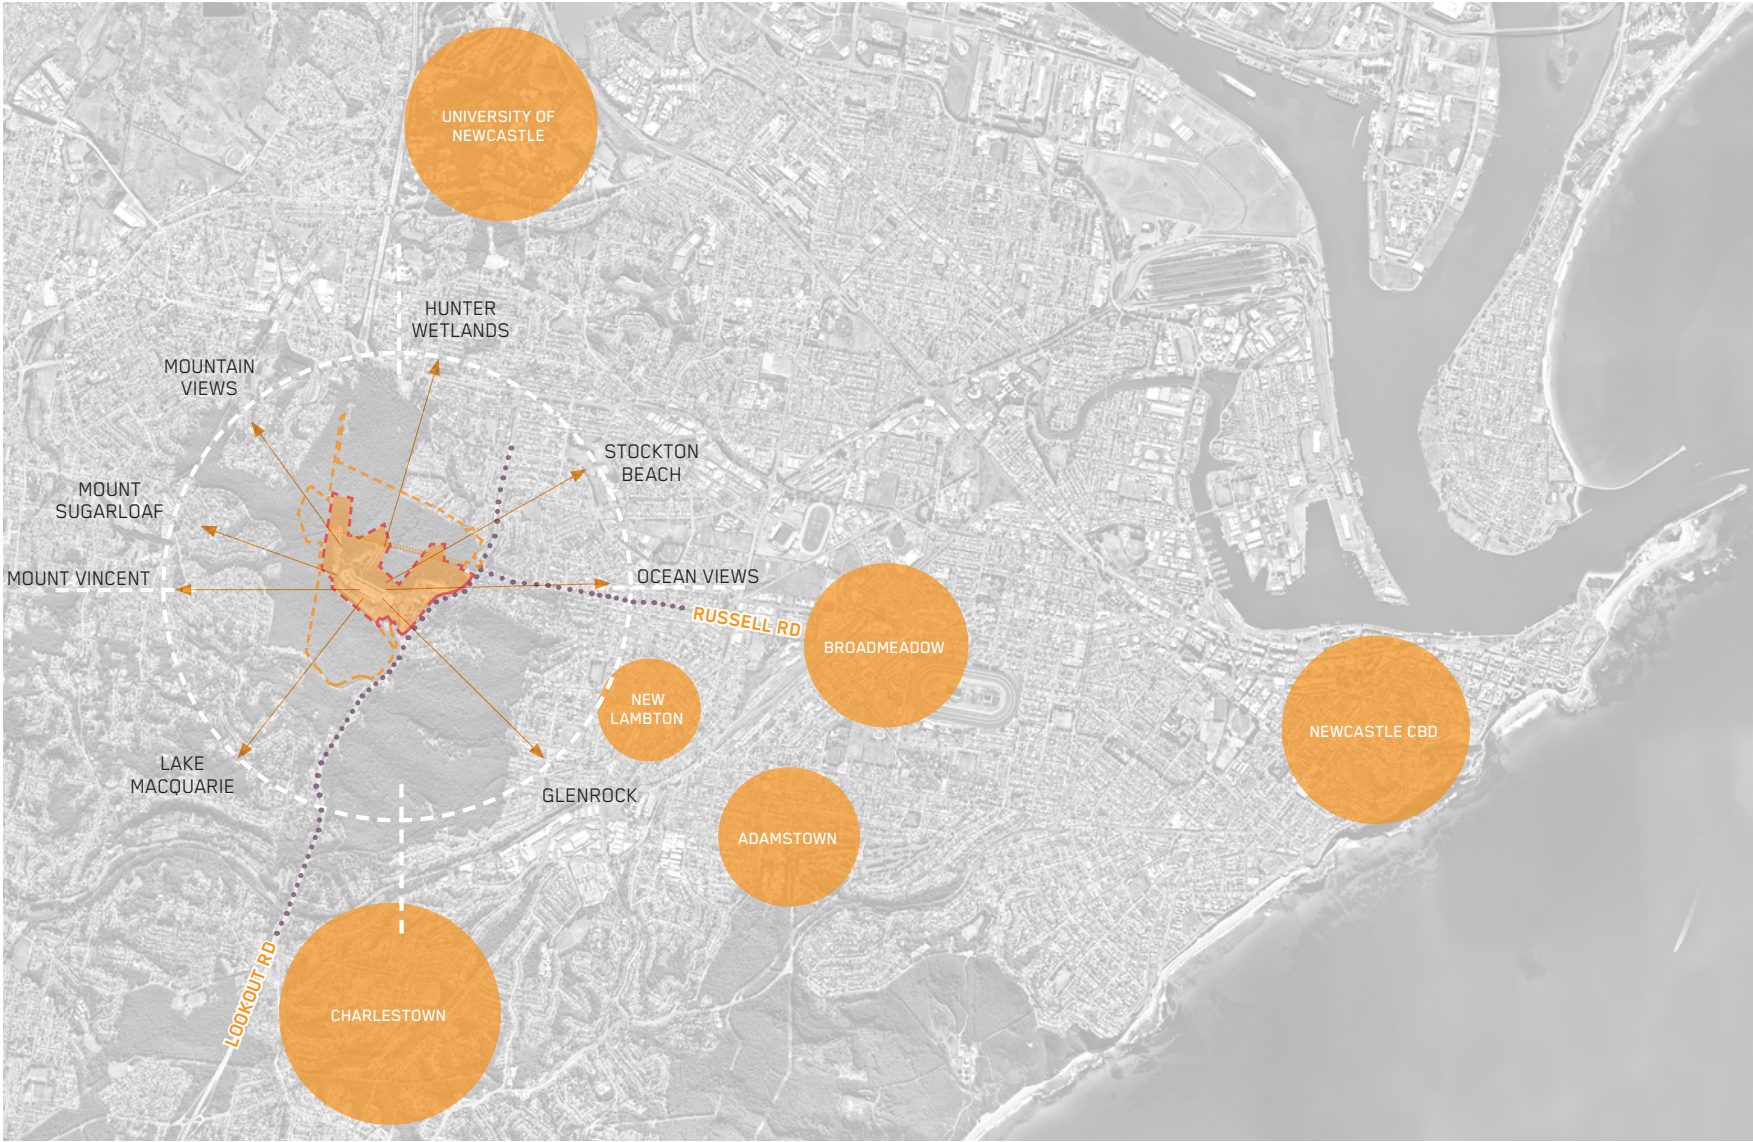 UNIVERSITY OF
NEWCASTLE
HUNTER
WETLANDS
MOUNTAIN
VIEWS
STOCKTON
BEACH
MOUNT
SUGARLOAF
MOUNT VINCENT
OCEAN VIEWS
RUSSELL RD
BROADMEADOW
NEW
LAMBTON
NEWCASTLE CBD
LAKE
MACQUARIE
GLENROCK
ADAMSTOWN
LOOKOUT RD
CHARLESTOWN